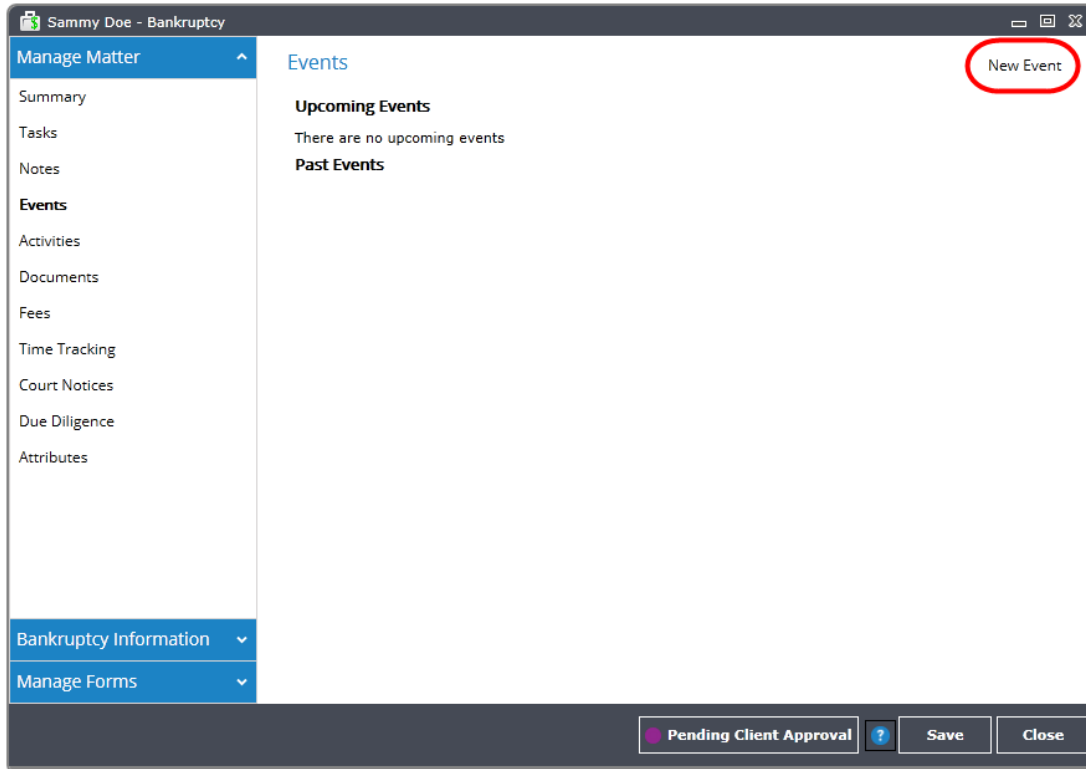 Sammy Doe - Bankruptcy
Manage Matter
Summary
Tasks
Notes
Events
Activities
Documents
Fees
Time Tracking
Court Notices
Due Diligence
Attributes
Bankruptcy Information
Manage Forms
Events
New Event
Upcoming Events
There are no upcoming events
Past Events
Pending Client Approval
?
Save
Close